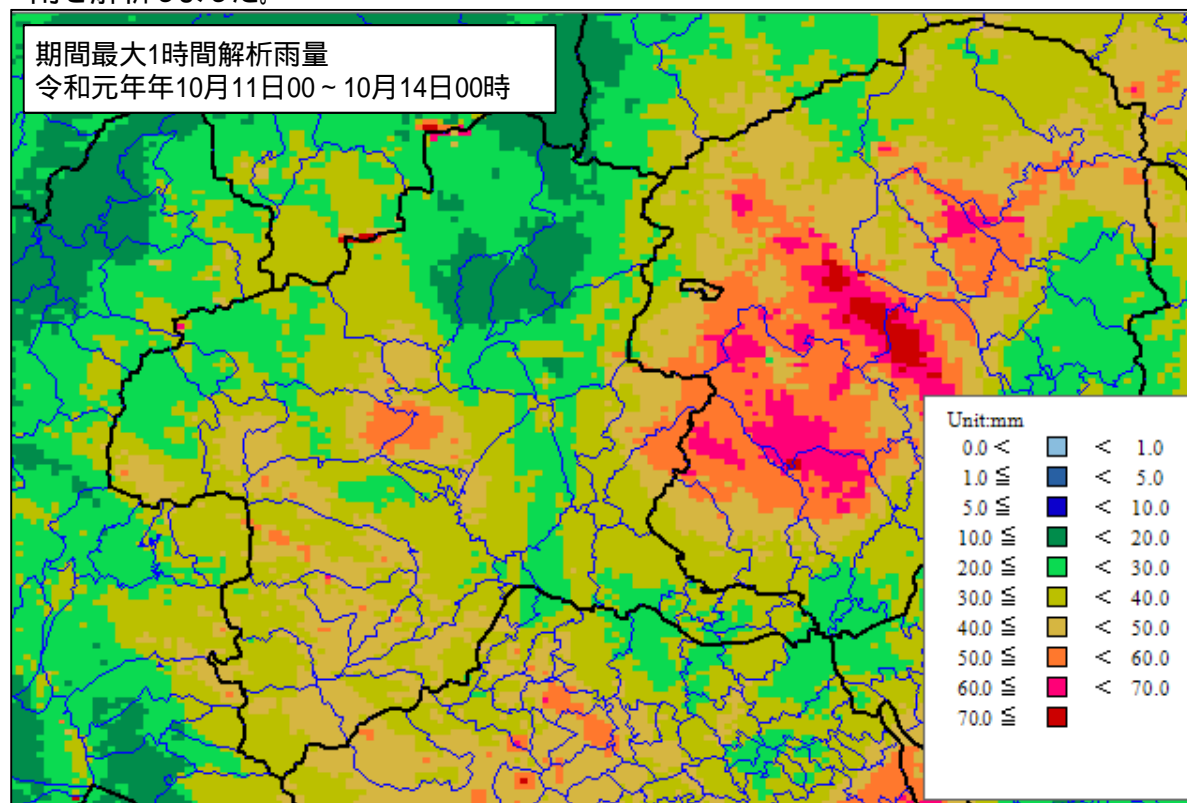 期間最大1時間解析雨量
令和元年年10月11日00～10月14日00時
Unit:mm
0.0 < < 1.0
1.0 ≦ < 5.0
5.0 ≦ < 10.0
10.0 ≦ < 20.0
20.0 ≦ < 30.0
30.0 ≦ < 40.0
40.0 ≦ < 50.0
50.0 ≦ < 60.0
60.0 ≦ < 70.0
70.0 ≦